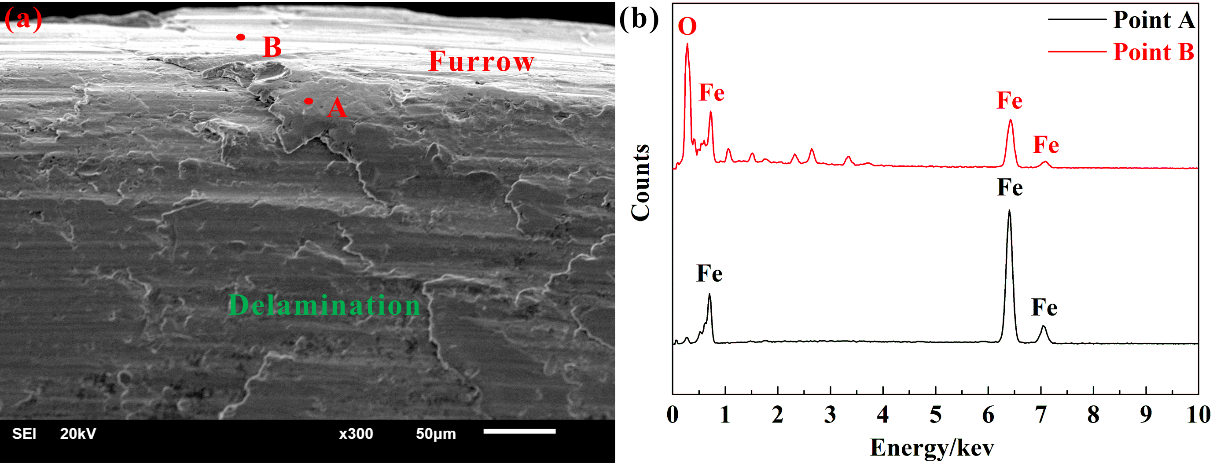 (a)
B
Furrow
A
Delamination
SEI 20kV x300 50μm
(b)
Point A
Point B
O
Fe
Fe
Fe
Fe
Fe
Fe
Counts
0 1 2 3 4 5 6 7 8 9 10
Energy/kev